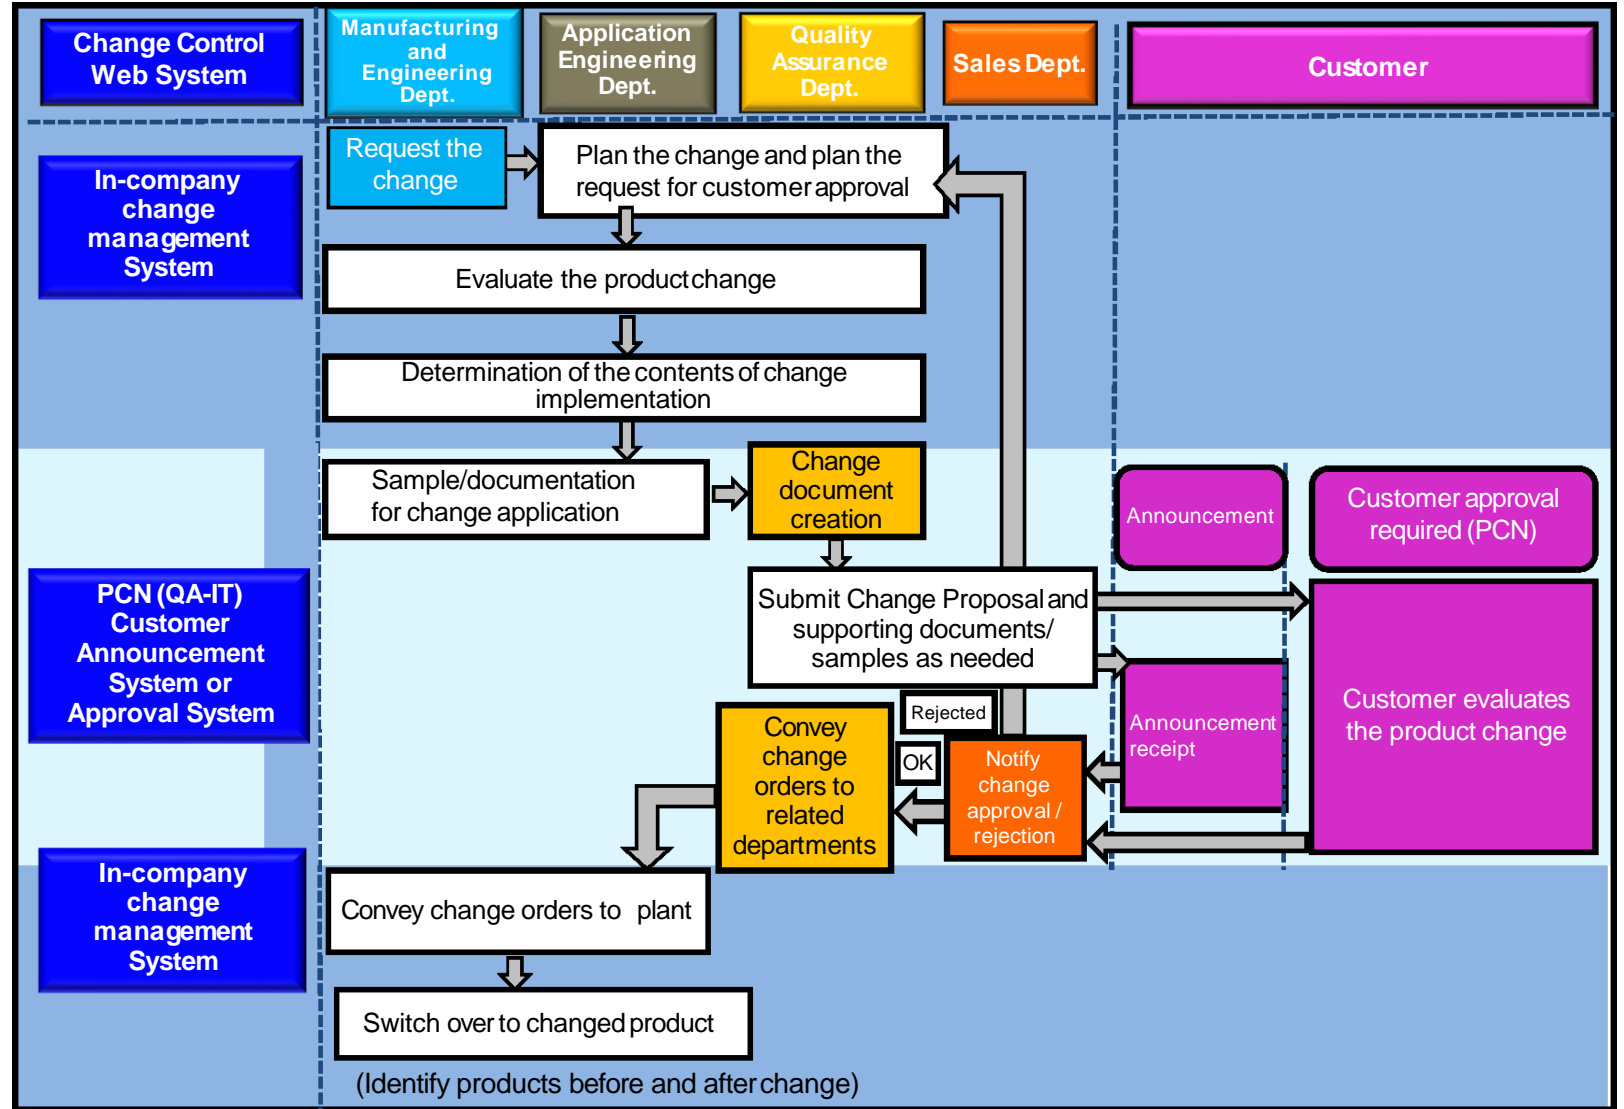 Change Control
Web System
Manufacturing
and
Engineering
Dept.
Application
Engineering
Dept.
Quality
Assurance
Dept.
Sales Dept.
Customer
In-company
change
management
System
Request the
change
Plan the change and plan the
request for customer approval
Evaluate the product change
Determination of the contents of change
implementation
Sample/documentation
for change application
Change
document
creation
Announcement
Customer approval
required (PCN)
PCN (QA-IT)
Customer
Announcement
System or
Approval System
Submit Change Proposal and
supporting documents/
samples as needed
Customer evaluates
the product change
Announcement
receipt
Rejected
OK
Notify
change
approval /
rejection
Convey
change
orders to
related
departments
In-company
change
management
System
Convey change orders to plant
Switch over to changed product
(Identify products before and after change)